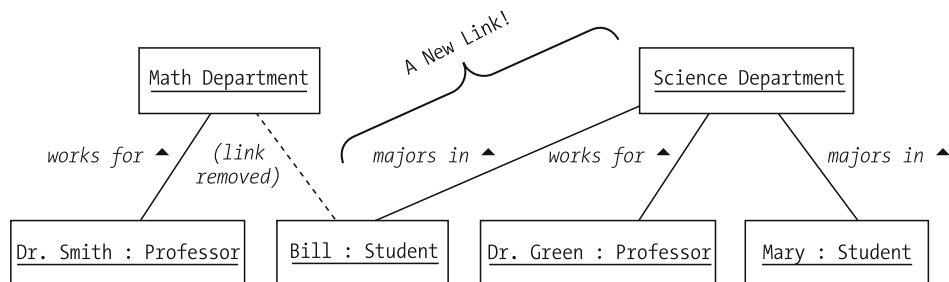 A New Link!
Math Department
Science Department
works for ▲
(link
removed)
majors in ▲
works for ▲
majors in ▲
Dr. Smith : Professor
Bill : Student
Dr. Green : Professor
Mary : Student